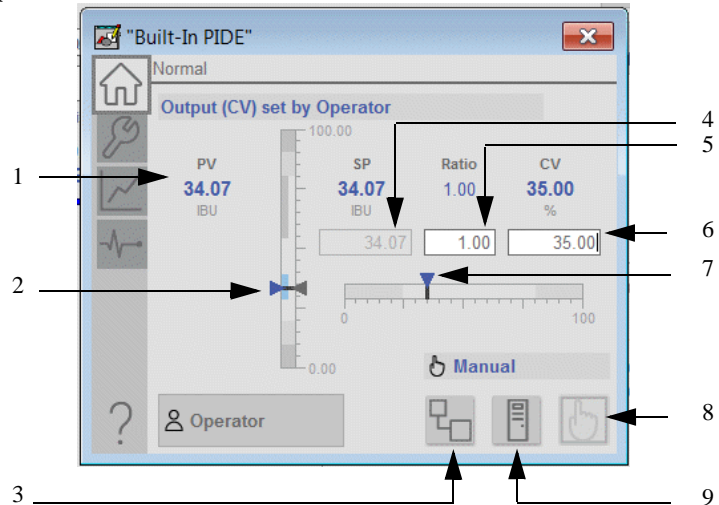 "Built-In PIDE"
Normal
Output (CV) set by Operator
100.00
4
5
PV SP Ratio CV
1
34.07 34.07 1.00 35.00
IBU IBU %
34.07 1.00 35.00
6
7
2
0 100
0.00
Manual
8
? Operator
3
9